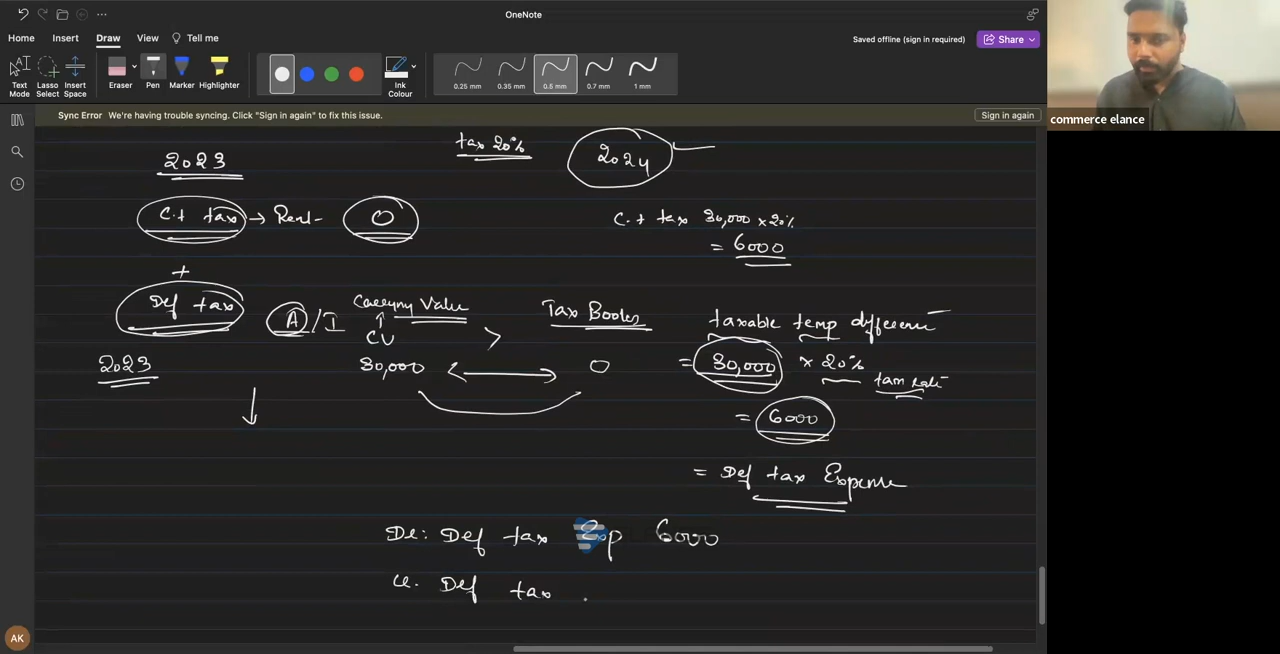 OneNote
Home Insert Draw View Tell me
Saved offline (sign in required) Share
Text Mode Lasso Select Insert Space Eraser Pen Marker Highlighter Ink Colour 0.25 mm 0.35 mm 0.5 mm 0.7 mm 1 mm
Sync Error We're having trouble syncing. Click "Sign in again" to fix this issue. Sign in again
commerce elance
2023 tax 20% 2024
C.t tax → Rent - 0 C.t tax 30,000 x 20%
= 6000
+
Def tax A/I Carrying Value Tax Books taxable temp different
↑
CV >
2023 30,000 ↔ 0 = 30,000 x 20% tax rate
↓
= 6000
= Def tax Expense
De: Def tax Exp 6000
Ce. Def tax
AK